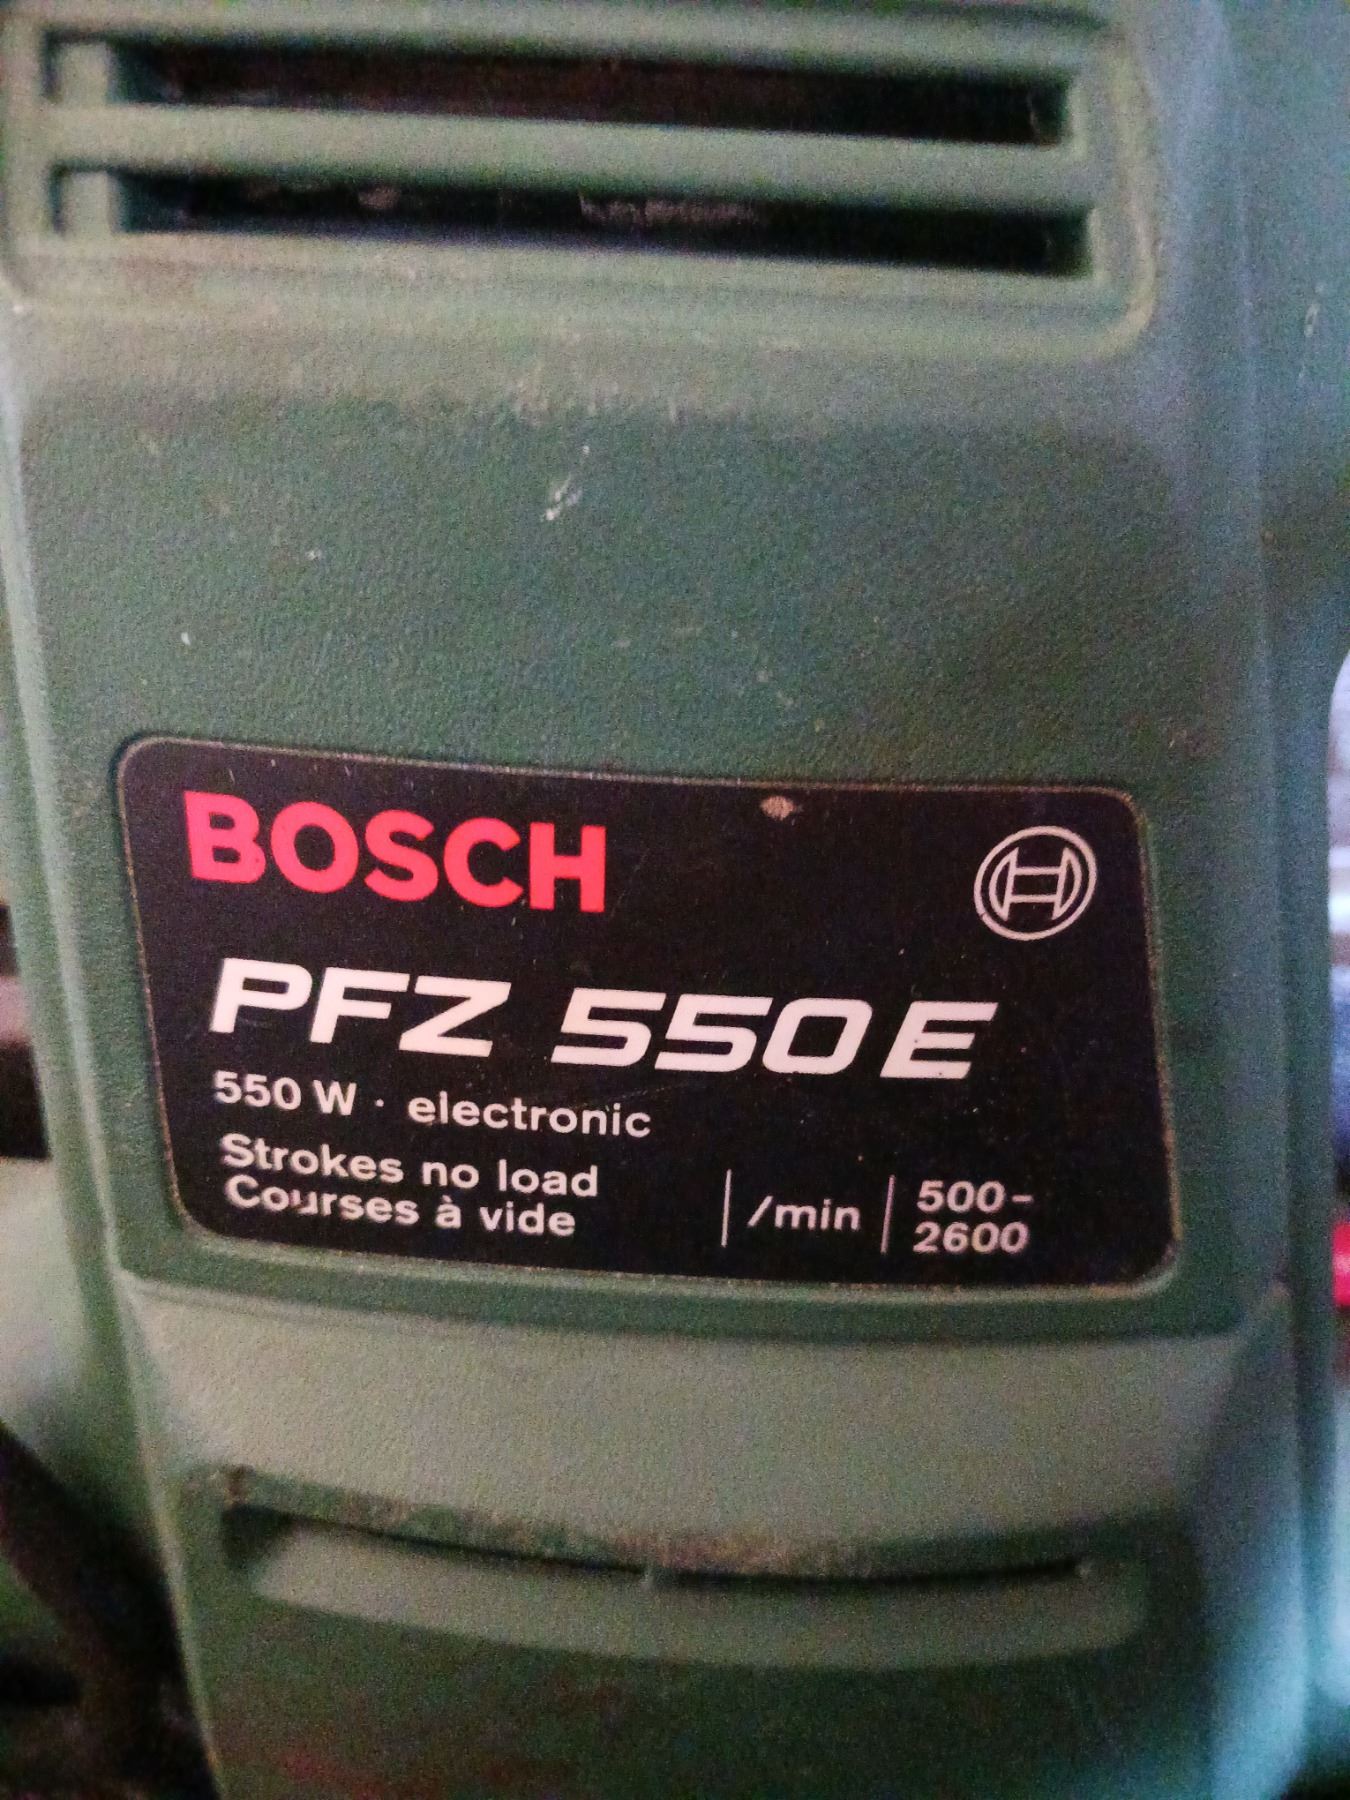 BOSCH
PFZ 550 E
550 W · electronic
Strokes no load
Courses à vide
/min
500-
2600